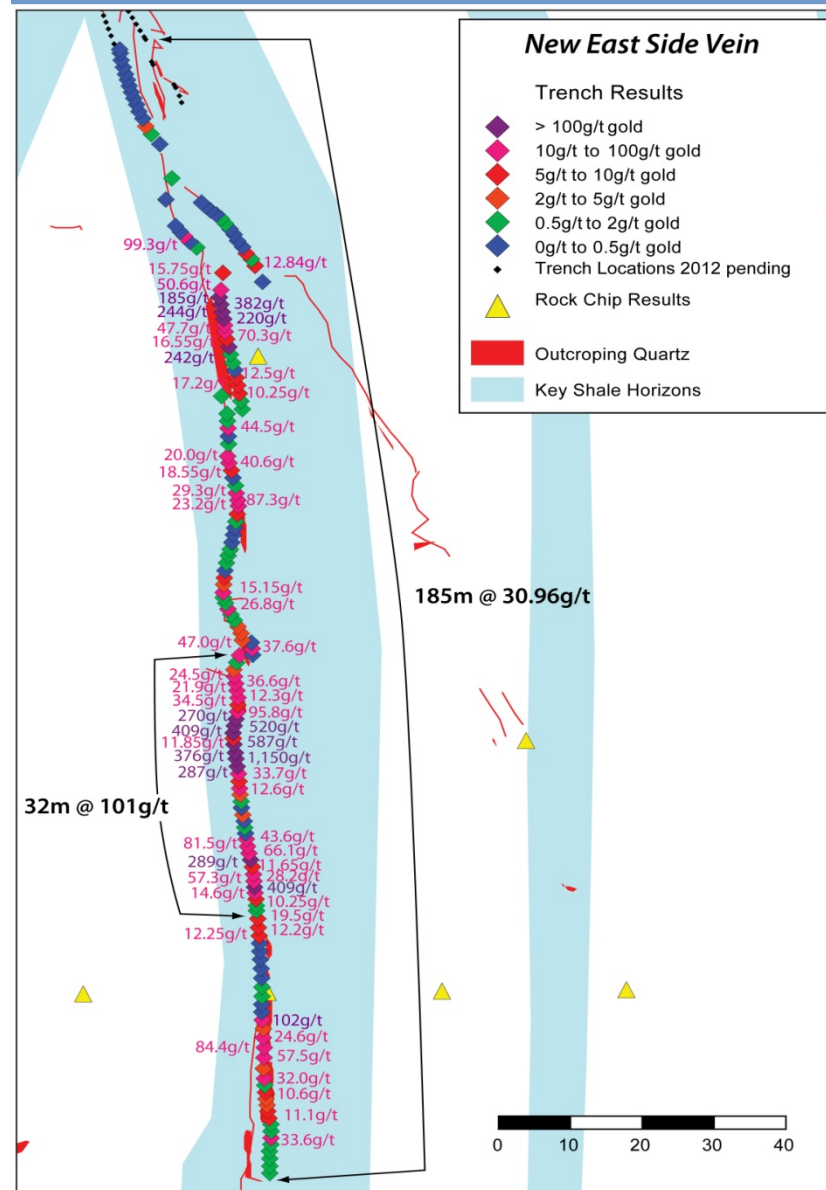 New East Side Vein
Trench Results
> 100g/t gold
10g/t to 100g/t gold
5g/t to 10g/t gold
2g/t to 5g/t gold
0.5g/t to 2g/t gold
0g/t to 0.5g/t gold
Trench Locations 2012 pending
Rock Chip Results
Outcroping Quartz
Key Shale Horizons
99.3g/t
12.84g/t
15.75g/t
50.6g/t
185g/t 382g/t
244g/t 220g/t
47.7g/t 70.3g/t
16.55g/t
242g/t
12.5g/t
17.2g/t 10.25g/t
44.5g/t
20.0g/t 40.6g/t
18.55g/t
29.3g/t
23.2g/t 87.3g/t
15.15g/t
185m @ 30.96g/t
26.8g/t
47.0g/t 37.6g/t
24.5g/t 36.6g/t
21.9g/t 12.3g/t
34.5g/t 95.8g/t
270g/t 520g/t
409g/t 587g/t
11.85g/t
376g/t 1,150g/t
287g/t 33.7g/t
12.6g/t
32m @ 101g/t
81.5g/t 43.6g/t
66.1g/t
289g/t 11.65g/t
57.3g/t 28.2g/t
14.6g/t 409g/t
10.25g/t
19.5g/t
12.25g/t 12.2g/t
102g/t
84.4g/t 24.6g/t
57.5g/t
32.0g/t
10.6g/t
11.1g/t
33.6g/t
0 10 20 30 40